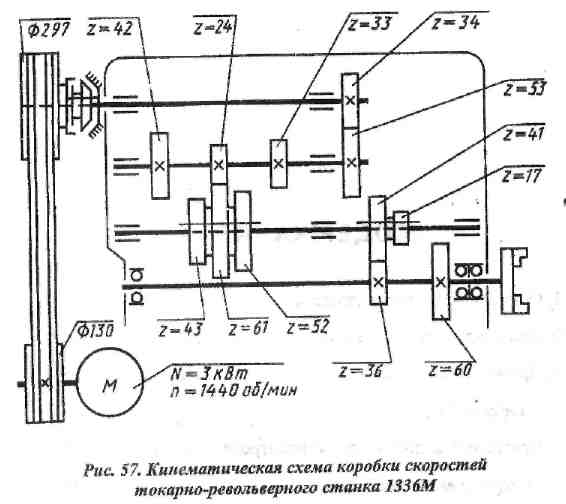 Ф297
z=42
z=24
z=33
z=34
z=53
z=41
z=17
z=43
z=61
z=52
z=36
z=60
Ф130
М
N=3 кВт
n=1440 об/мин
Рис. 57. Кинематическая схема коробки скоростей
токарно-револьверного станка 1336М